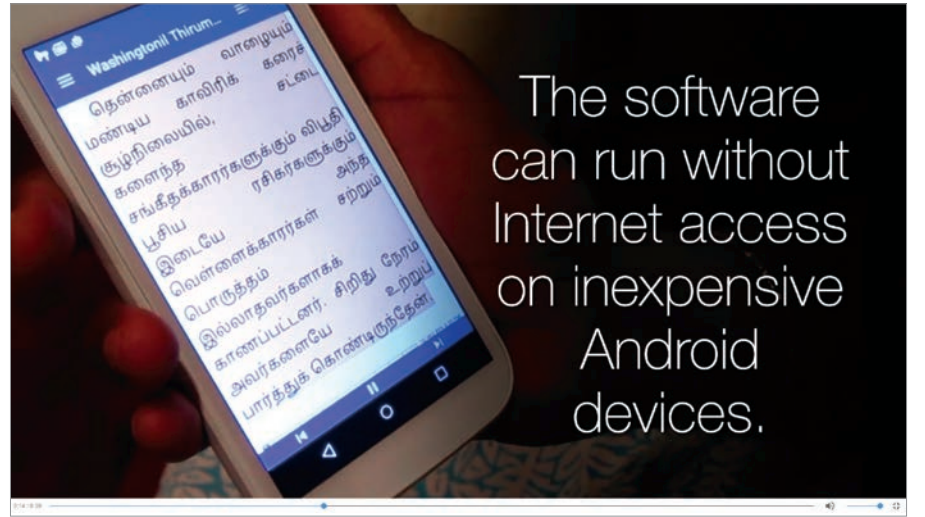 Washingtonil Thirum...
தென்னையும் வாழையும்
மண்டிய காவிரிக் கரைச்
சூழ்நிலையில், சட்டை
களைந்த
சங்கீதக்காரர்களுக்கும் விபூதி
பூசிய ரசிகர்களுக்கும்
இடையே அந்த
வெள்ளைக்காரர்கள் சற்றும்
பொருத்தம்
இல்லாதவர்களாகக்
காணப்பட்டனர். சிறிது நேரம்
அவர்களையே உற்றுப்
பார்த்துக் கொண்டிருந்தேன்.
The software
can run without
Internet access
on inexpensive
Android
devices.